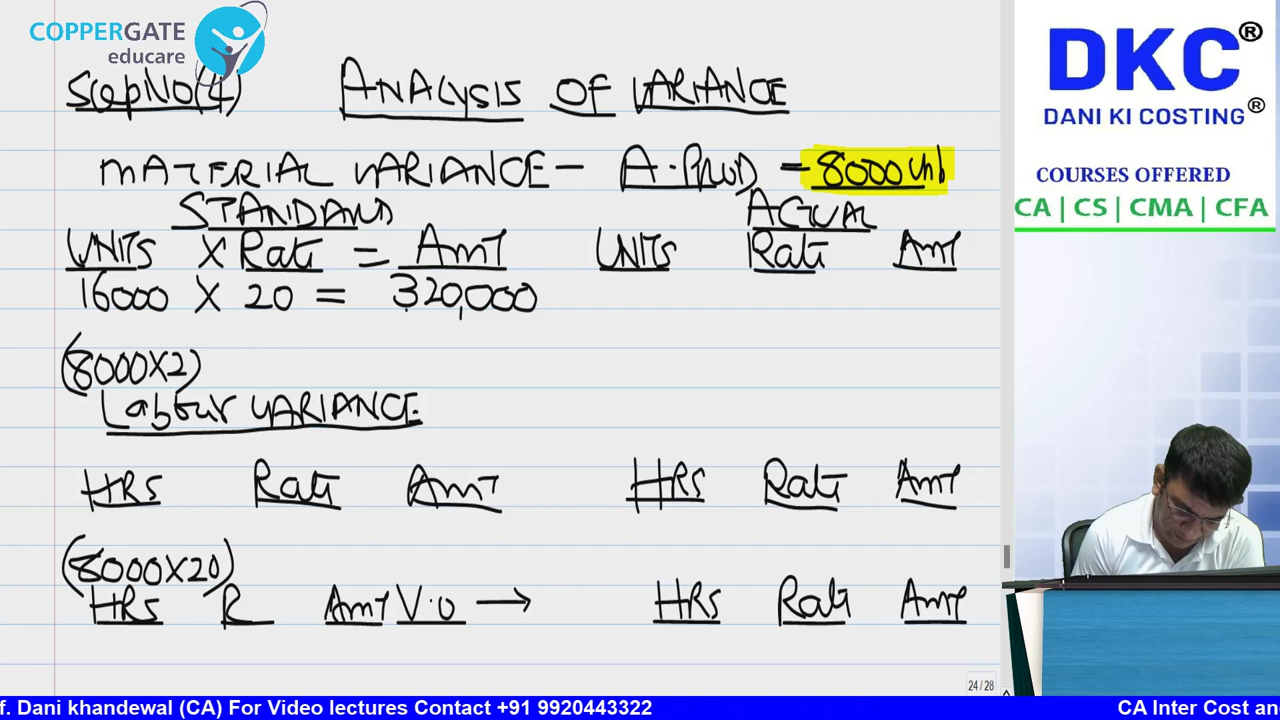 COPPERGATE
educare
Step No (4) ANALYSIS OF VARIANCE
MATERIAL VARIANCE - A. PROD - 8000 Unit
STANDARD ACTUAL
UNITS X Rate = AMT UNITS Rate AMT
16000 X 20 = 320,000
(8000X2)
Labour VARIANCE
HRS Rate AMT HRS Rate AMT
(8000X20)
HRS R AMT V.O → HRS Rate AMT
24 / 28
DKC®
DANI KI COSTING®
COURSES OFFERED
CA | CS | CMA | CFA
f. Dani khandewal (CA) For Video lectures Contact +91 9920443322 CA Inter Cost an